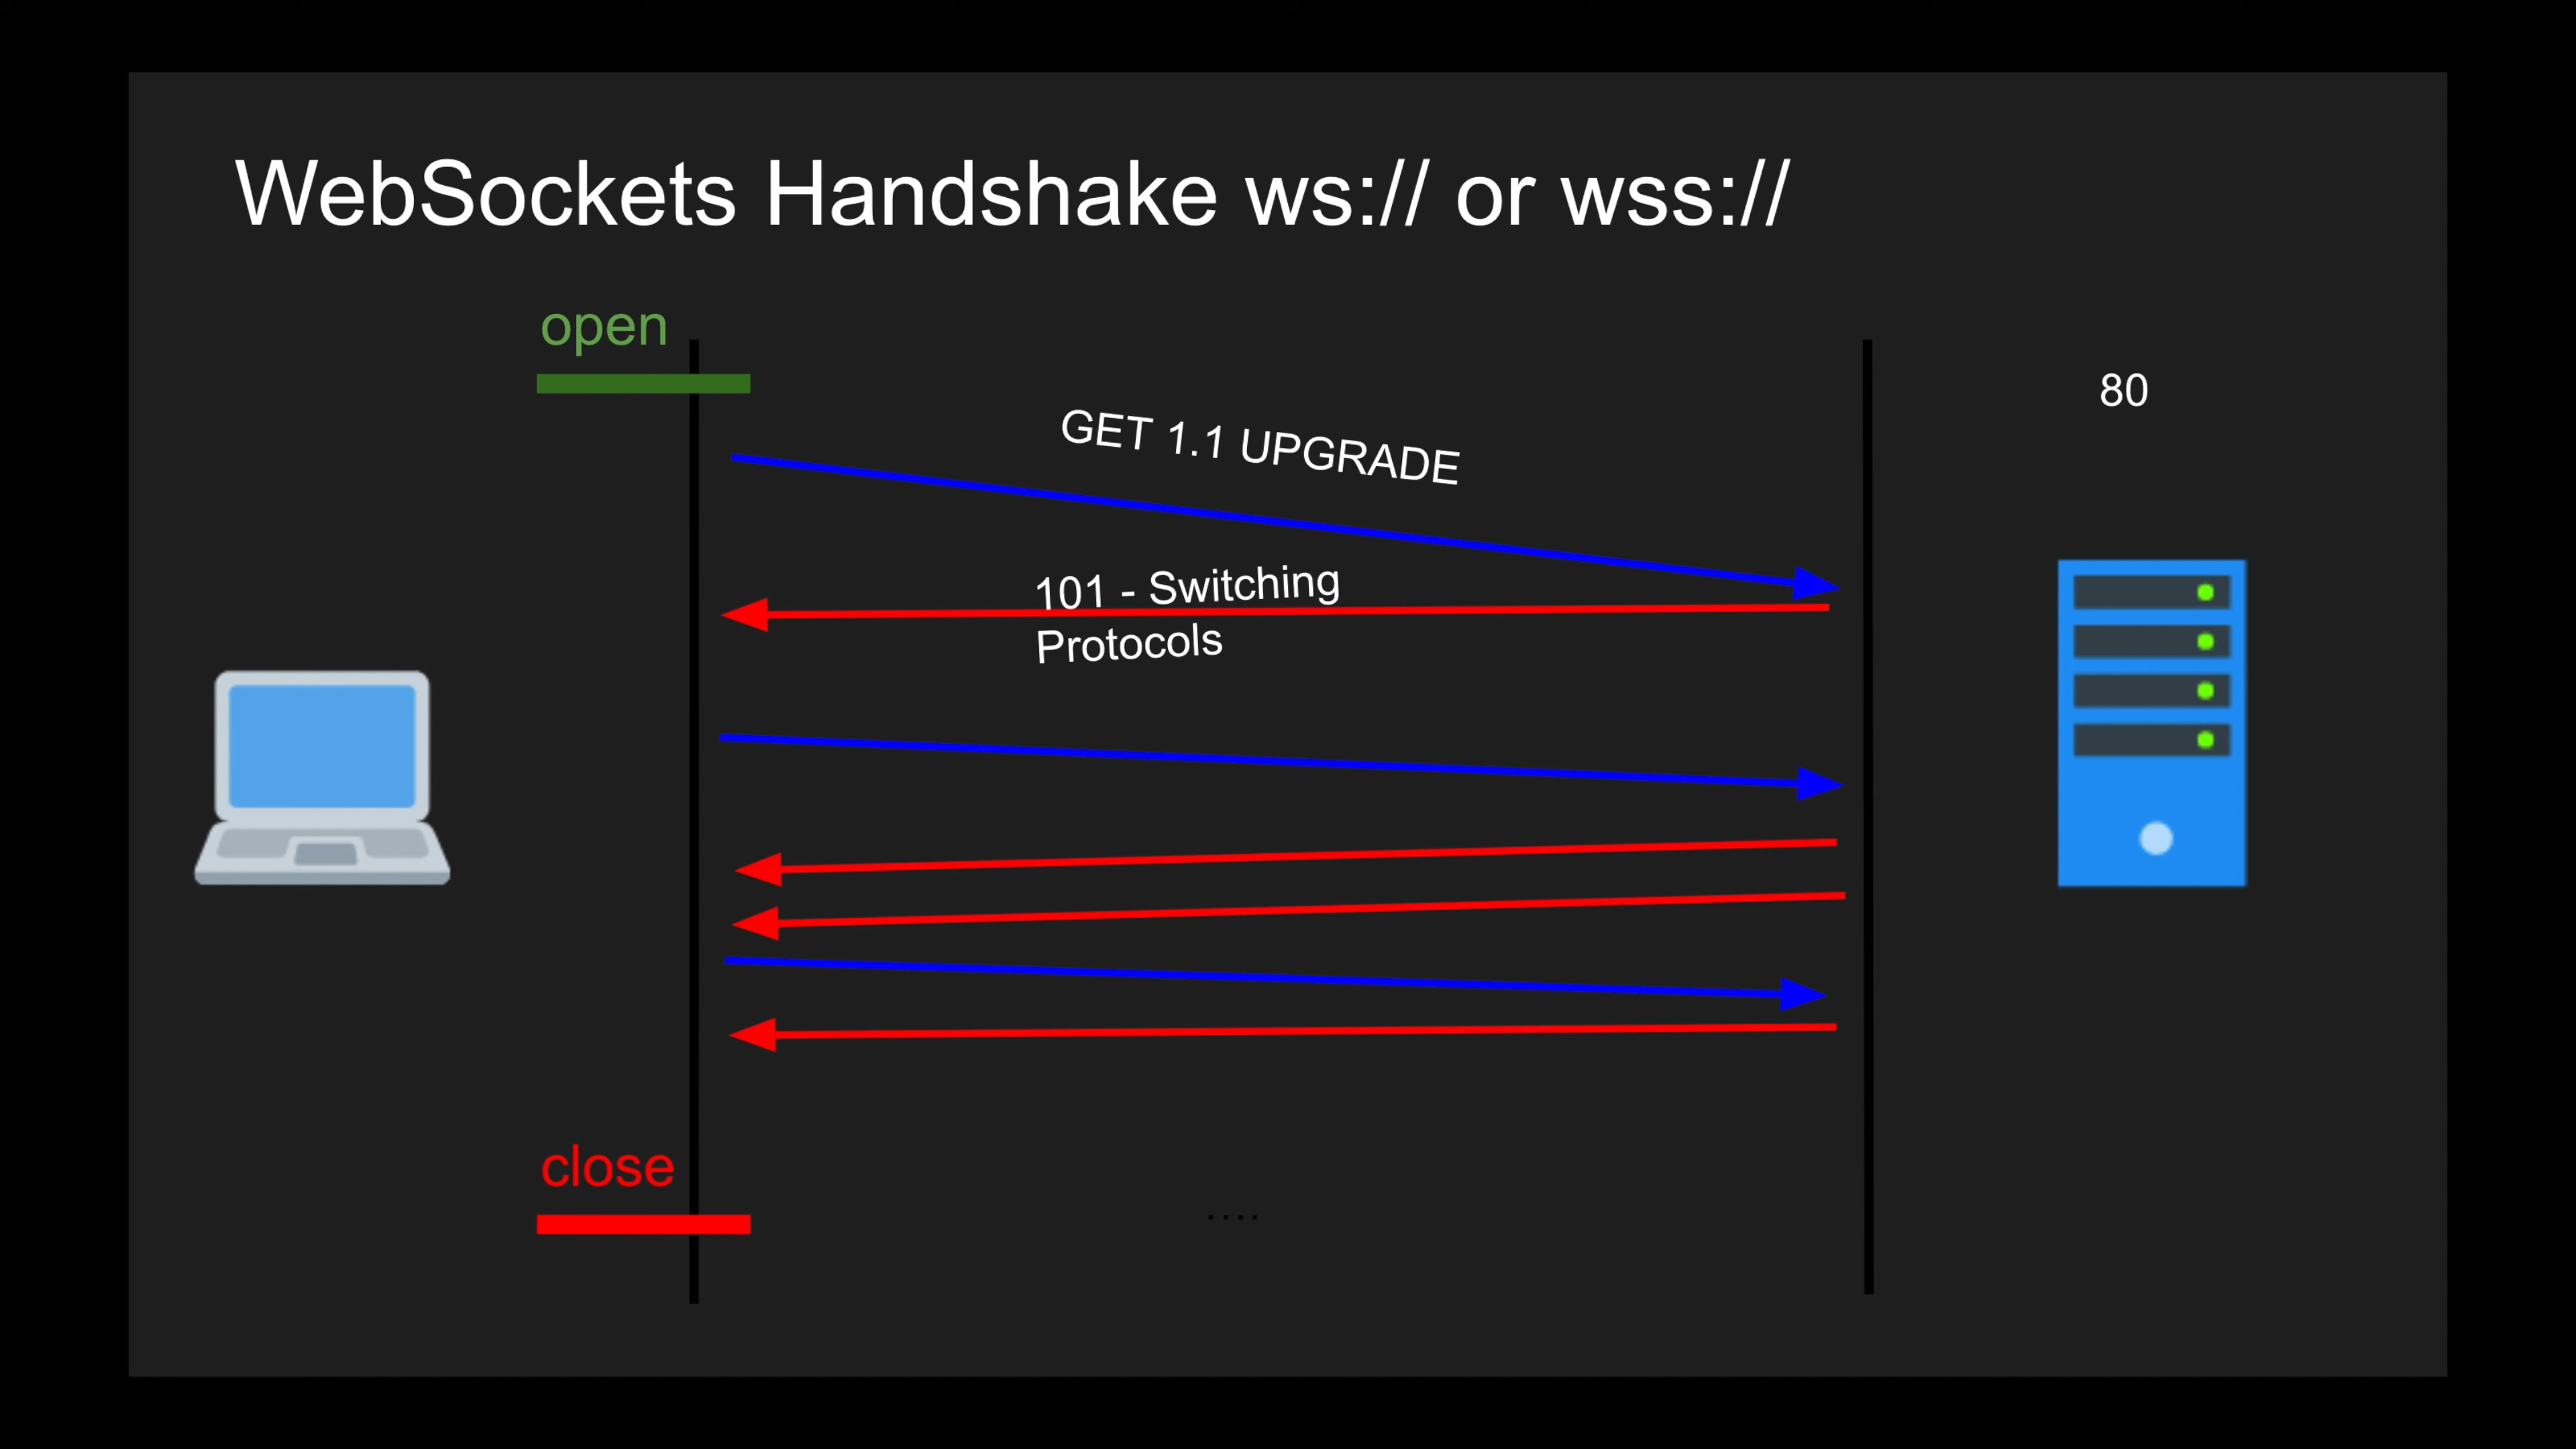 WebSockets Handshake ws:// or wss://
open
80
GET 1.1 UPGRADE
101 - Switching
Protocols
close
....